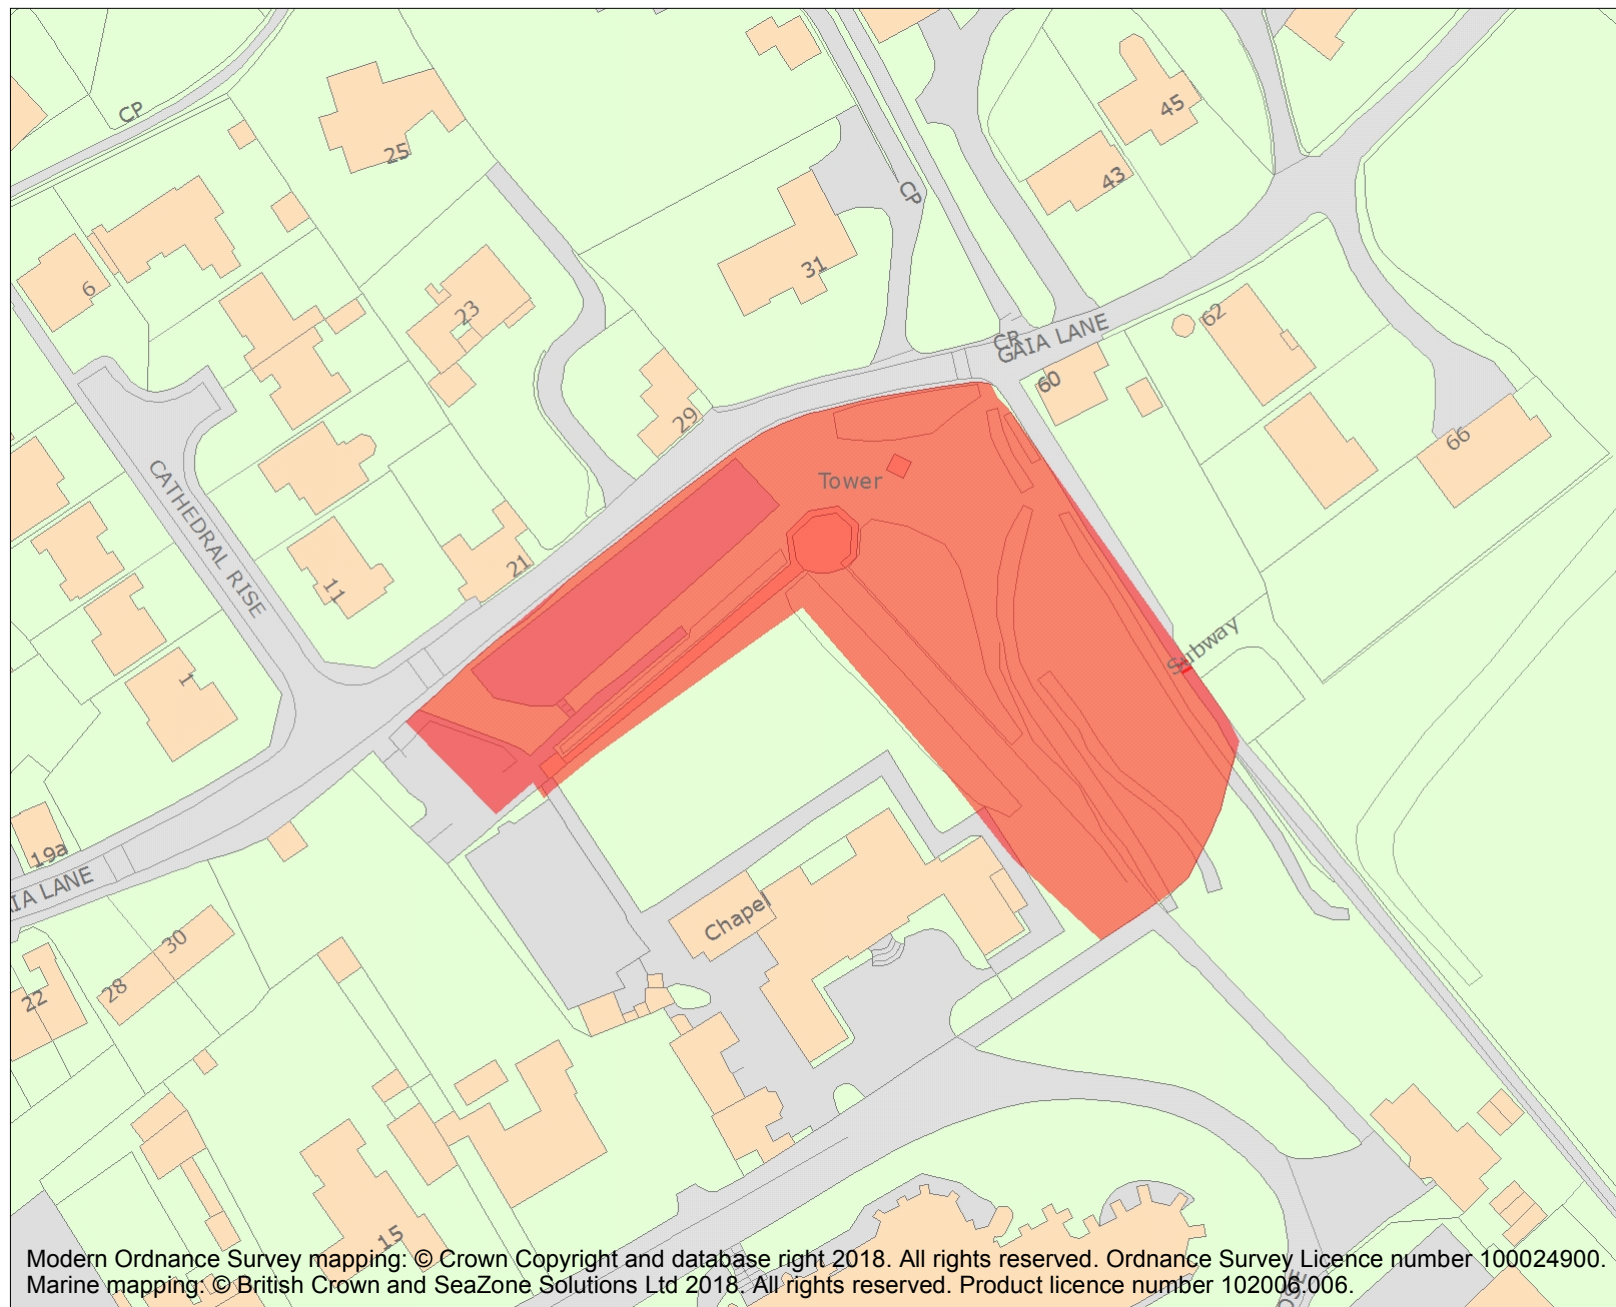 CP
25
45
43
CP
6
31
23
62
CR
GAIA LANE
60
29
66
Tower
CATHEDRAL RISE
21
11
Subway
1
19a
IA LANE
Chapel
30
28
22
15
Modern Ordnance Survey mapping: © Crown Copyright and database right 2018. All rights reserved. Ordnance Survey Licence number 100024900.
Marine mapping: © British Crown and SeaZone Solutions Ltd 2018. All rights reserved. Product licence number 102006.006.